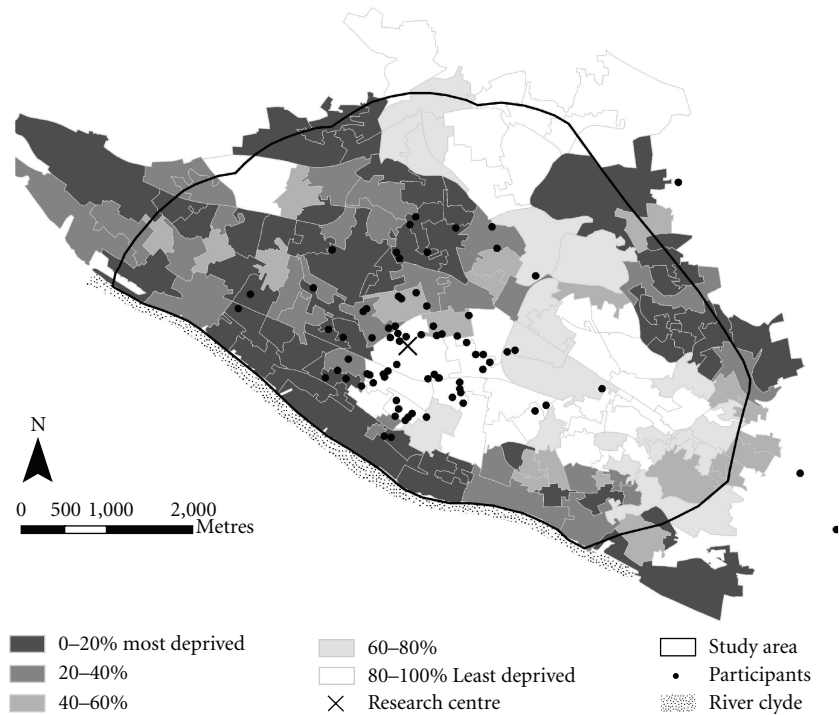 N
0 500 1,000 2,000
Metres
0–20% most deprived
20–40%
40–60%
60–80%
80–100% Least deprived
Research centre
Study area
Participants
River clyde